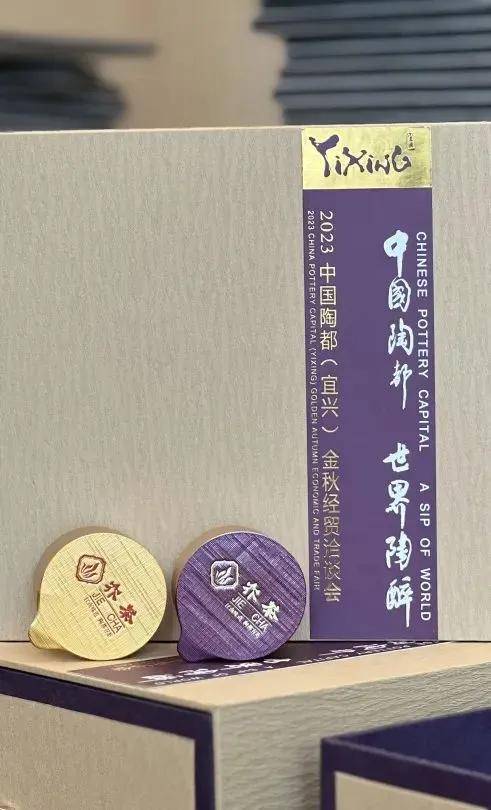 YiXinG
中國陶都 世界陶醉
CHINESE POTTERY CAPITAL A SIP OF WORLD
2023 中国陶都（宜兴）金秋经贸洽谈会
2023 CHINA POTTERY CAPITAL (YIXING) GOLDEN AUTUMN ECONOMIC AND TRADE FAIR
岕茶
JIE CHA
岕茶
JIE CHA